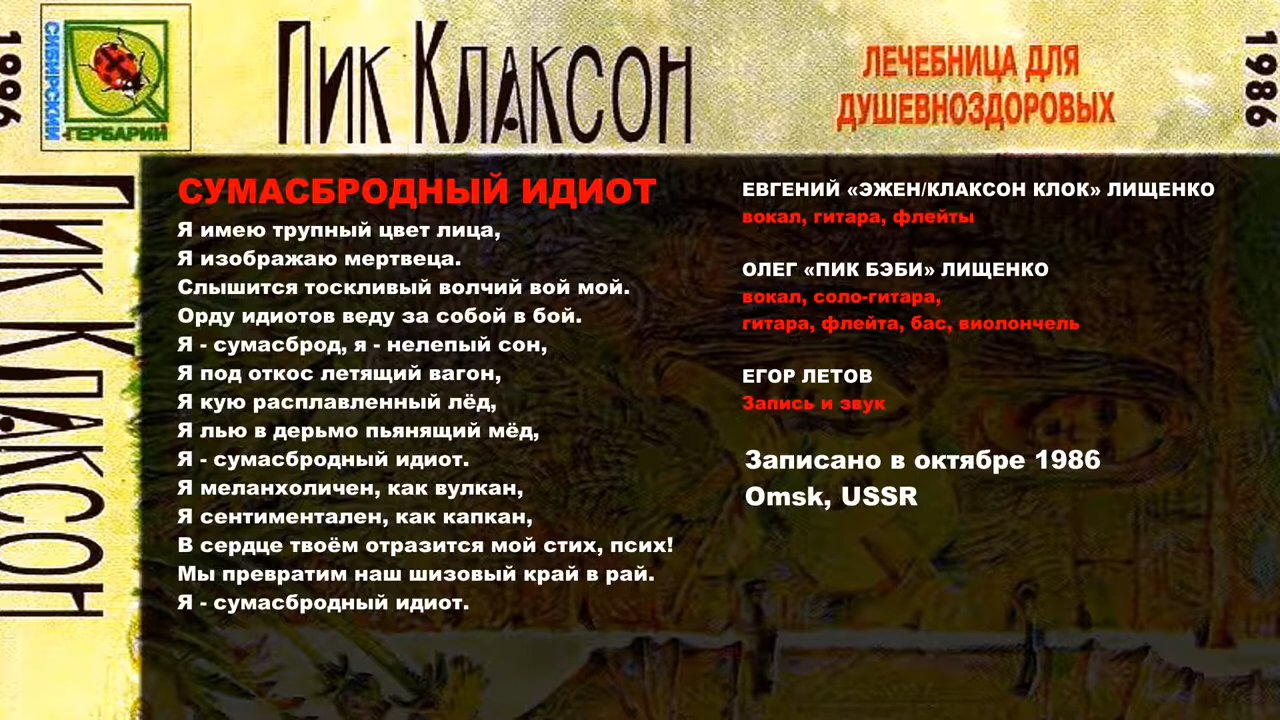 1996
СИБИРСКИЙ
ГЕРБАРИЙ
ПИК КЛАКСОН
ЛЕЧЕБНИЦА ДЛЯ
ДУШЕВНОЗДОРОВЫХ
1986
ПИК КЛАКСОН
СУМАСБРОДНЫЙ ИДИОТ
Я имею трупный цвет лица,
Я изображаю мертвеца.
Слышится тоскливый волчий вой мой.
Орду идиотов веду за собой в бой.
Я - сумасброд, я - нелепый сон,
Я под откос летящий вагон,
Я кую расплавленный лёд,
Я лью в дерьмо пьянящий мёд,
Я - сумасбродный идиот.
Я меланхоличен, как вулкан,
Я сентиментален, как капкан,
В сердце твоём отразится мой стих, псих!
Мы превратим наш шизовый край в рай.
Я - сумасбродный идиот.
ЕВГЕНИЙ «ЭЖЕН/КЛАКСОН КЛОК» ЛИЩЕНКО
вокал, гитара, флейты
ОЛЕГ «ПИК БЭБИ» ЛИЩЕНКО
вокал, соло-гитара,
гитара, флейта, бас, виолончель
ЕГОР ЛЕТОВ
Запись и звук
Записано в октябре 1986
Omsk, USSR